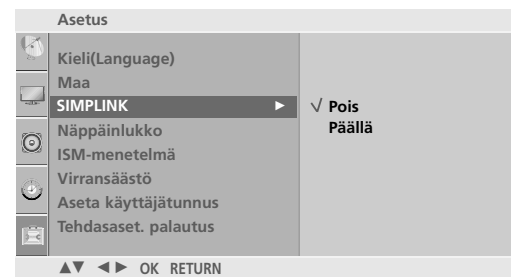 Asetus
Kieli(Language)
Maa
SIMPLINK ►
Näppäinlukko
ISM-menetelmä
Virransäästö
Aseta käyttäjätunnus
Tehdasaset. palautus
√ Pois
Päällä
▲▼ ◄► OK RETURN